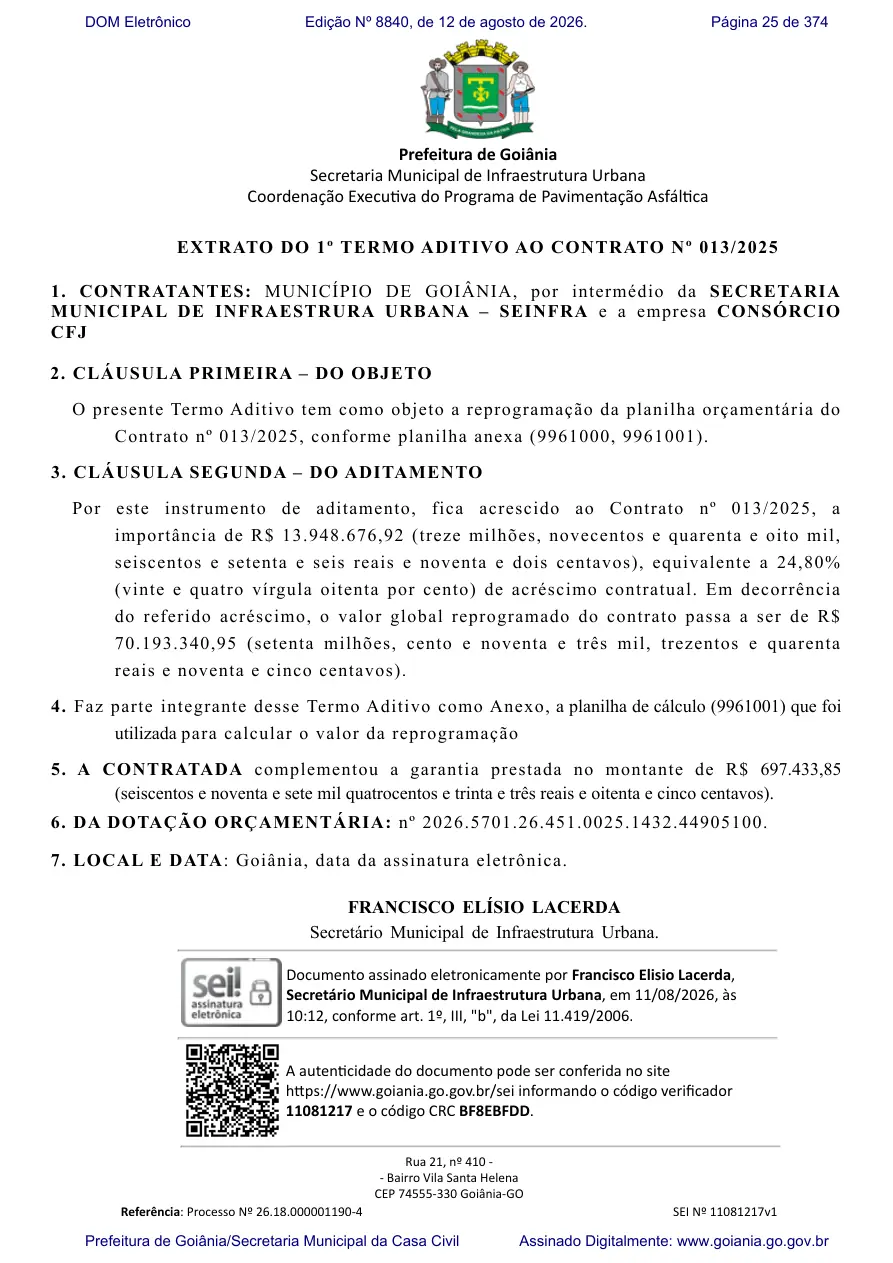 DOM Eletrônico Edição Nº 8840, de 12 de agosto de 2026. Página 25 de 374
PELA GRANDEZA DA PÁTRIA
Prefeitura de Goiânia
Secretaria Municipal de Infraestrutura Urbana
Coordenação Executiva do Programa de Pavimentação Asfáltica
EXTRATO DO 1º TERMO ADITIVO AO CONTRATO Nº 013/2025
1. CONTRATANTES: MUNICÍPIO DE GOIÂNIA, por intermédio da SECRETARIA
MUNICIPAL DE INFRAESTRURA URBANA – SEINFRA e a empresa CONSÓRCIO
CFJ
2. CLÁUSULA PRIMEIRA – DO OBJETO
O presente Termo Aditivo tem como objeto a reprogramação da planilha orçamentária do
Contrato nº 013/2025, conforme planilha anexa (9961000, 9961001).
3. CLÁUSULA SEGUNDA – DO ADITAMENTO
Por este instrumento de aditamento, fica acrescido ao Contrato nº 013/2025, a
importância de R$ 13.948.676,92 (treze milhões, novecentos e quarenta e oito mil,
seiscentos e setenta e seis reais e noventa e dois centavos), equivalente a 24,80%
(vinte e quatro vírgula oitenta por cento) de acréscimo contratual. Em decorrência
do referido acréscimo, o valor global reprogramado do contrato passa a ser de R$
70.193.340,95 (setenta milhões, cento e noventa e três mil, trezentos e quarenta
reais e noventa e cinco centavos).
4. Faz parte integrante desse Termo Aditivo como Anexo, a planilha de cálculo (9961001) que foi
utilizada para calcular o valor da reprogramação
5. A CONTRATADA complementou a garantia prestada no montante de R$ 697.433,85
(seiscentos e noventa e sete mil quatrocentos e trinta e três reais e oitenta e cinco centavos).
6. DA DOTAÇÃO ORÇAMENTÁRIA: nº 2026.5701.26.451.0025.1432.44905100.
7. LOCAL E DATA: Goiânia, data da assinatura eletrônica.
FRANCISCO ELÍSIO LACERDA
Secretário Municipal de Infraestrutura Urbana.
sei!
assinatura
eletrônica
Documento assinado eletronicamente por Francisco Elisio Lacerda,
Secretário Municipal de Infraestrutura Urbana, em 11/08/2026, às
10:12, conforme art. 1º, III, "b", da Lei 11.419/2006.
A autenticidade do documento pode ser conferida no site
https://www.goiania.go.gov.br/sei informando o código verificador
11081217 e o código CRC BF8EBFDD.
Rua 21, nº 410 -
- Bairro Vila Santa Helena
CEP 74555-330 Goiânia-GO
Referência: Processo Nº 26.18.000001190-4 SEI Nº 11081217v1
Prefeitura de Goiânia/Secretaria Municipal da Casa Civil Assinado Digitalmente: www.goiania.go.gov.br